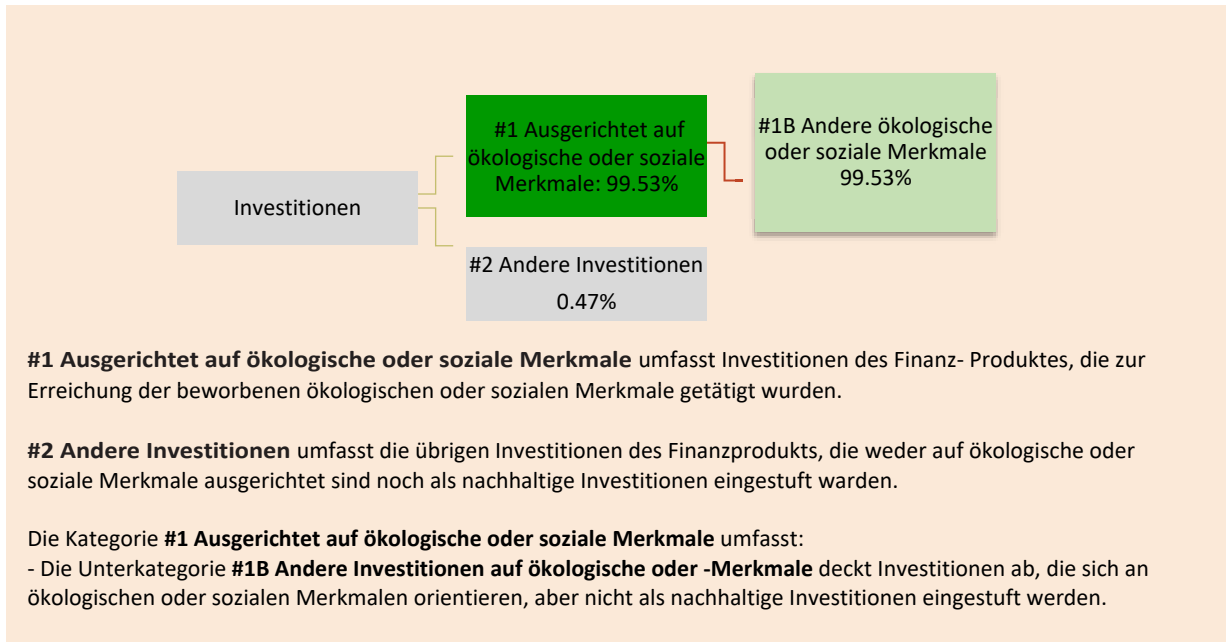 #1 Ausgerichtet auf
ökologische oder soziale
Merkmale: 99.53%
#1B Andere ökologische
oder soziale Merkmale
99.53%
Investitionen
#2 Andere Investitionen
0.47%
#1 Ausgerichtet auf ökologische oder soziale Merkmale umfasst Investitionen des Finanz- Produktes, die zur
Erreichung der beworbenen ökologischen oder sozialen Merkmale getätigt wurden.
#2 Andere Investitionen umfasst die übrigen Investitionen des Finanzprodukts, die weder auf ökologische oder
soziale Merkmale ausgerichtet sind noch als nachhaltige Investitionen eingestuft warden.
Die Kategorie #1 Ausgerichtet auf ökologische oder soziale Merkmale umfasst:
- Die Unterkategorie #1B Andere Investitionen auf ökologische oder -Merkmale deckt Investitionen ab, die sich an
ökologischen oder sozialen Merkmalen orientieren, aber nicht als nachhaltige Investitionen eingestuft werden.